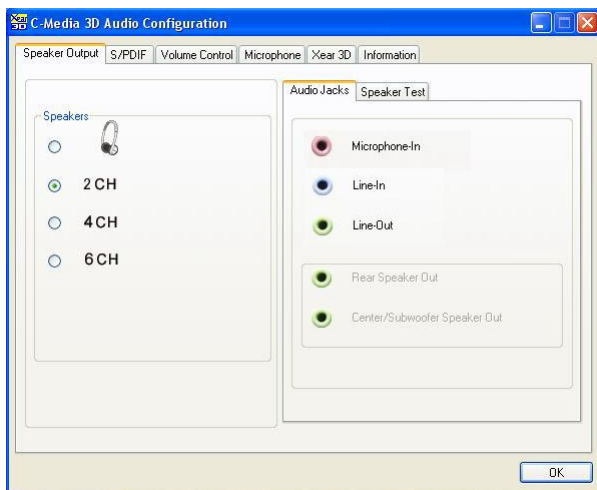 Xear 3D C-Media 3D Audio Configuration
Speaker Output S/PDIF Volume Control Microphone Xear 3D Information
Speakers
2 CH
4 CH
6 CH
Audio Jacks Speaker Test
Microphone-In
Line-In
Line-Out
Rear Speaker Out
Center/Subwoofer Speaker Out
OK